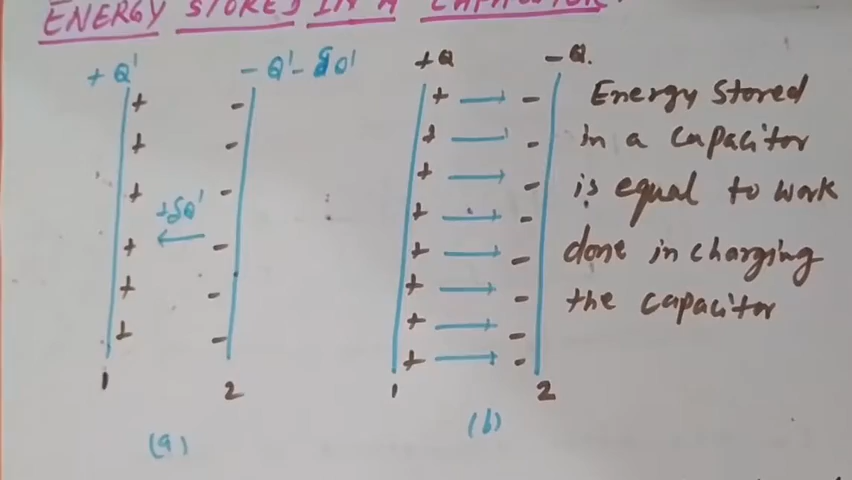 ENERGY STORED IN A CAPACITOR.
+Q' - Q' - δQ'
+δQ'
1 2
(a)
+Q -Q.
1 2
(b)
Energy stored
in a capacitor
is equal to work
done in charging
the capacitor